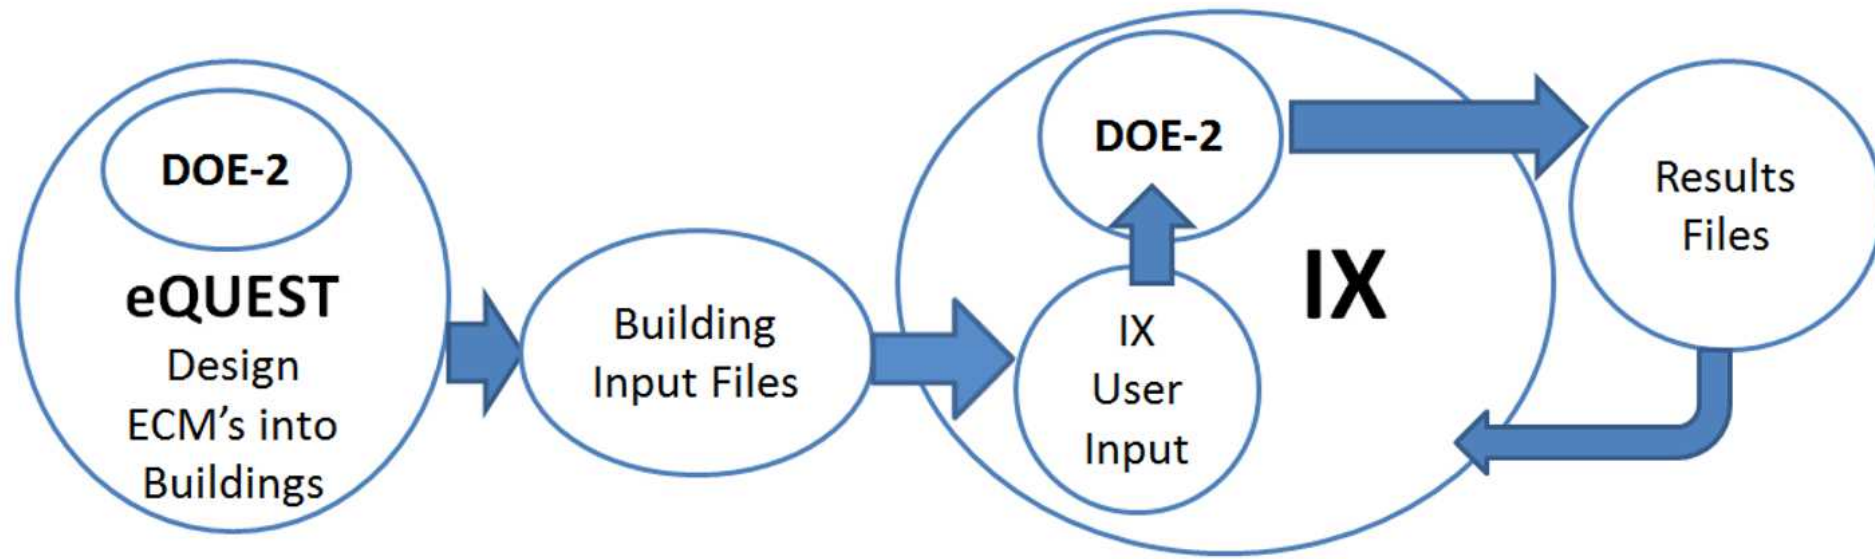 DOE-2
eQUEST
Design
ECM's into
Buildings
Building
Input Files
DOE-2
IX
User
Input
IX
Results
Files